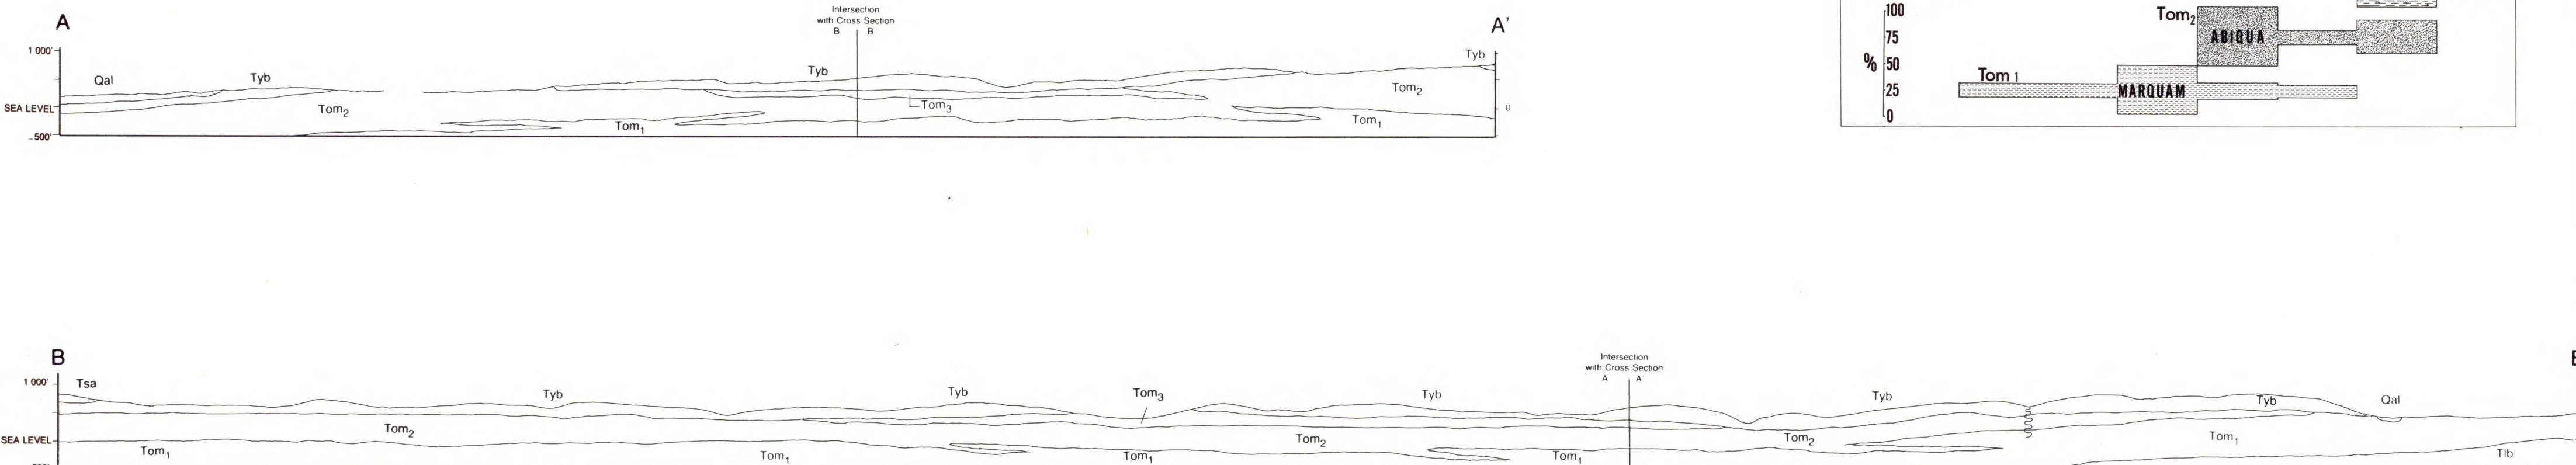 A
Intersection
with Cross Section
B B'
A'
1 000'
Qal
Tyb
Tyb
Tyb
SEA LEVEL
Tom2
Tom3
Tom2
0
Tom1
Tom1
-500'
100
75
%
50
25
0
Tom2
ABIQUA
Tom 1
MARQUAM
B
Intersection
with Cross Section
A A
1 000'
Tsa
Tyb
Tyb
Tom3
Tyb
Tyb
Tyb
Qal
SEA LEVEL
Tom2
Tom2
Tom2
Tom1
Tom1
Tom1
Tom1
Tom1
Tlb